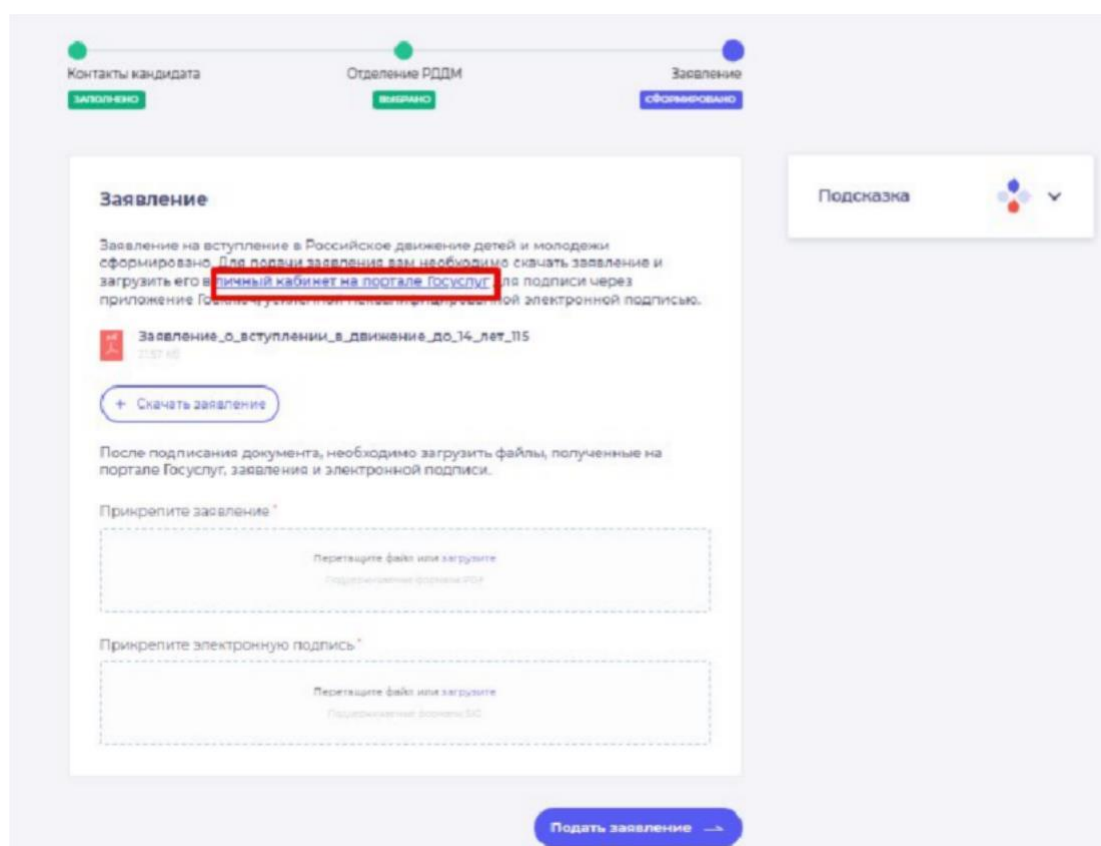 Контакты кандидата Отделение РДДМ Заявление
ЗАПОЛНЕНО ВЫБРАНО СФОРМИРОВАНО
Заявление
Подсказка
Заявление на вступление в Российское движение детей и молодежи
сформировано. Для подачи заявления вам необходимо скачать заявление и
загрузить его в личный кабинет на портале Госуслуг для подписи через
приложение электронной подписью.
Заявление_о_вступлении_в_движение_до_14_лет_115
+ Скачать заявление
После подписания документа, необходимо загрузить файлы, полученные на
портале Госуслуг, заявления и электронной подписи.
Прикрепите заявление*
Перетащите файл или загрузите
Прикрепите электронную подпись*
Перетащите файл или загрузите
Подать заявление →